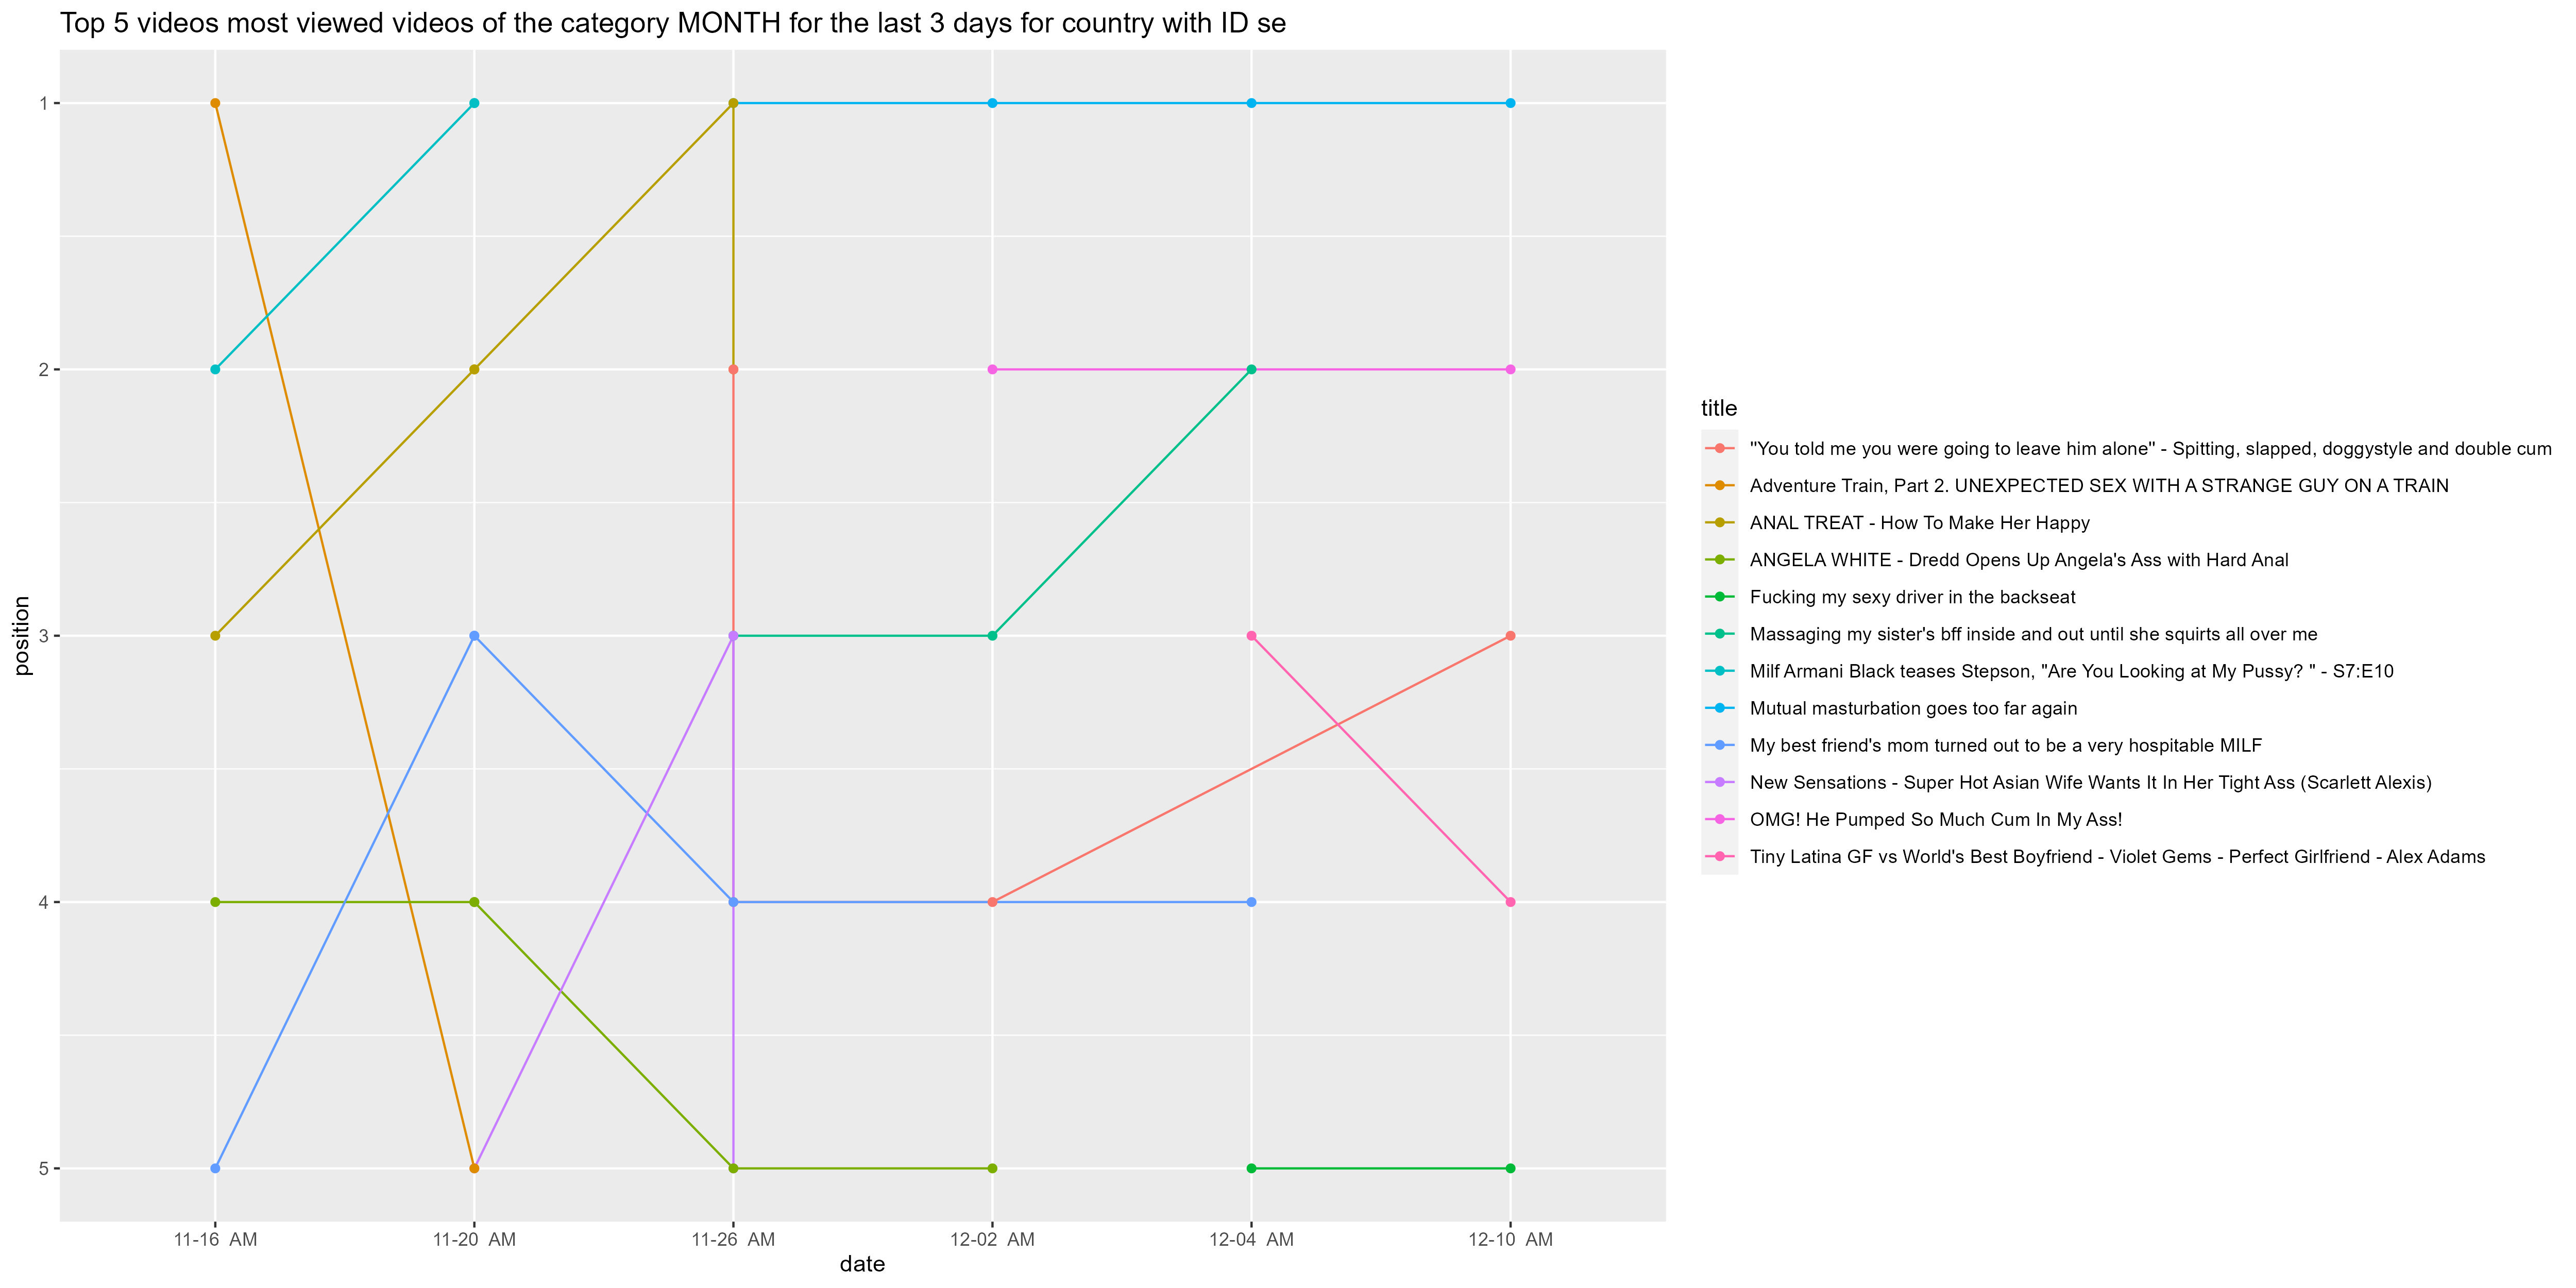 Top 5 videos most viewed videos of the category MONTH for the last 3 days for country with ID se
position
1
2
3
4
5
11-16 AM
11-20 AM
11-26 AM
12-02 AM
12-04 AM
12-10 AM
date
title
"You told me you were going to leave him alone" - Spitting, slapped, doggystyle and double cum
Adventure Train, Part 2. UNEXPECTED SEX WITH A STRANGE GUY ON A TRAIN
ANAL TREAT - How To Make Her Happy
ANGELA WHITE - Dredd Opens Up Angela's Ass with Hard Anal
Fucking my sexy driver in the backseat
Massaging my sister's bff inside and out until she squirts all over me
Milf Armani Black teases Stepson, "Are You Looking at My Pussy? " - S7:E10
Mutual masturbation goes too far again
My best friend's mom turned out to be a very hospitable MILF
New Sensations - Super Hot Asian Wife Wants It In Her Tight Ass (Scarlett Alexis)
OMG! He Pumped So Much Cum In My Ass!
Tiny Latina GF vs World's Best Boyfriend - Violet Gems - Perfect Girlfriend - Alex Adams